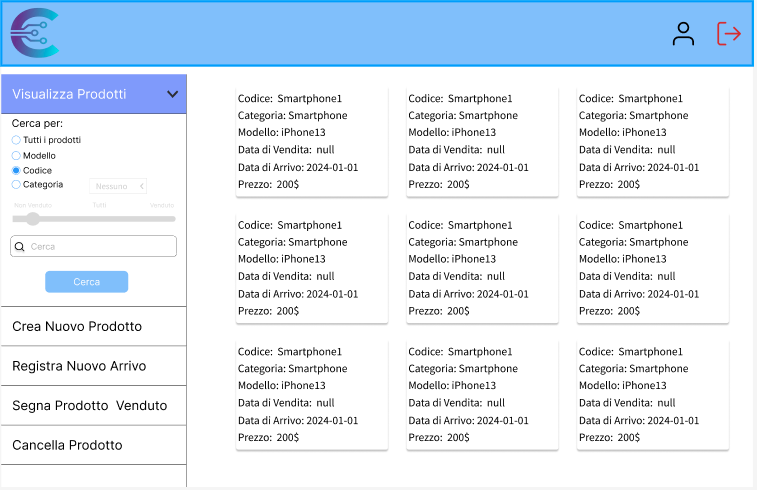 Visualizza Prodotti
Cerca per:
Tutti i prodotti
Modello
Codice
Categoria
Nessuno
Non Venduto Tutti Venduto
Cerca
Cerca
Crea Nuovo Prodotto
Registra Nuovo Arrivo
Segna Prodotto Venduto
Cancella Prodotto
Codice: Smartphone1
Categoria: Smartphone
Modello: iPhone13
Data di Vendita: null
Data di Arrivo: 2024-01-01
Prezzo: 200$
Codice: Smartphone1
Categoria: Smartphone
Modello: iPhone13
Data di Vendita: null
Data di Arrivo: 2024-01-01
Prezzo: 200$
Codice: Smartphone1
Categoria: Smartphone
Modello: iPhone13
Data di Vendita: null
Data di Arrivo: 2024-01-01
Prezzo: 200$
Codice: Smartphone1
Categoria: Smartphone
Modello: iPhone13
Data di Vendita: null
Data di Arrivo: 2024-01-01
Prezzo: 200$
Codice: Smartphone1
Categoria: Smartphone
Modello: iPhone13
Data di Vendita: null
Data di Arrivo: 2024-01-01
Prezzo: 200$
Codice: Smartphone1
Categoria: Smartphone
Modello: iPhone13
Data di Vendita: null
Data di Arrivo: 2024-01-01
Prezzo: 200$
Codice: Smartphone1
Categoria: Smartphone
Modello: iPhone13
Data di Vendita: null
Data di Arrivo: 2024-01-01
Prezzo: 200$
Codice: Smartphone1
Categoria: Smartphone
Modello: iPhone13
Data di Vendita: null
Data di Arrivo: 2024-01-01
Prezzo: 200$
Codice: Smartphone1
Categoria: Smartphone
Modello: iPhone13
Data di Vendita: null
Data di Arrivo: 2024-01-01
Prezzo: 200$